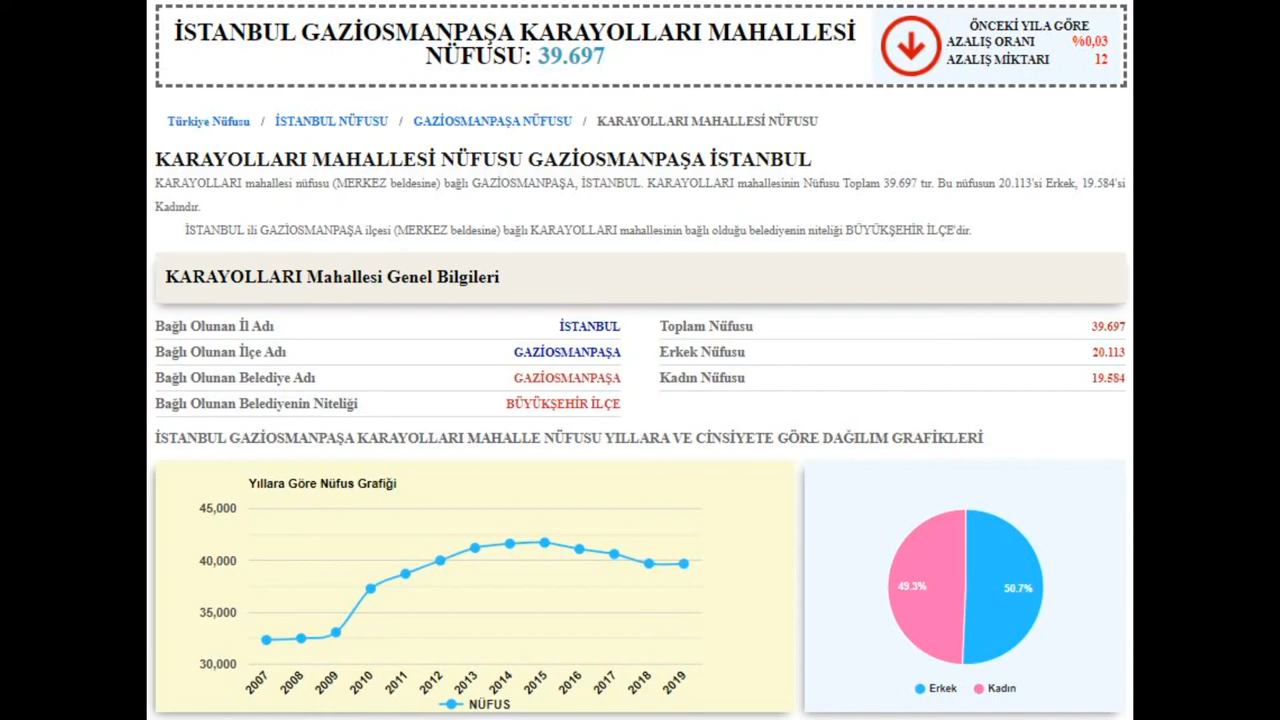 İSTANBUL GAZİOSMANPAŞA KARAYOLLARI MAHALLESİ
NÜFUSU: 39.697
ÖNCEKİ YILA GÖRE
AZALIŞ ORANI %0,03
AZALIŞ MİKTARI 12
Türkiye Nüfusu / İSTANBUL NÜFUSU / GAZİOSMANPAŞA NÜFUSU / KARAYOLLARI MAHALLESİ NÜFUSU
KARAYOLLARI MAHALLESİ NÜFUSU GAZİOSMANPAŞA İSTANBUL
KARAYOLLARI mahallesi nüfusu (MERKEZ beldesine) bağlı GAZİOSMANPAŞA, İSTANBUL. KARAYOLLARI mahallesinin Nüfusu Toplam 39.697 tır. Bu nüfusun 20.113'si Erkek, 19.584'si
Kadındır.
İSTANBUL ili GAZİOSMANPAŞA ilçesi (MERKEZ beldesine) bağlı KARAYOLLARI mahallesinin bağlı olduğu belediyenin niteliği BÜYÜKŞEHİR İLÇE'dir.
KARAYOLLARI Mahallesi Genel Bilgileri
Bağlı Olunan İl Adı İSTANBUL
Bağlı Olunan İlçe Adı GAZİOSMANPAŞA
Bağlı Olunan Belediye Adı GAZİOSMANPAŞA
Bağlı Olunan Belediyenin Niteliği BÜYÜKŞEHİR İLÇE
Toplam Nüfusu 39.697
Erkek Nüfusu 20.113
Kadın Nüfusu 19.584
İSTANBUL GAZİOSMANPAŞA KARAYOLLARI MAHALLE NÜFUSU YILLARA VE CİNSİYETE GÖRE DAĞILIM GRAFİKLERİ
Yıllara Göre Nüfus Grafiği
45,000
40,000
35,000
30,000
2007 2008 2009 2010 2011 2012 2013 2014 2015 2016 2017 2018 2019
NÜFUS
49.3% 50.7%
Erkek Kadın